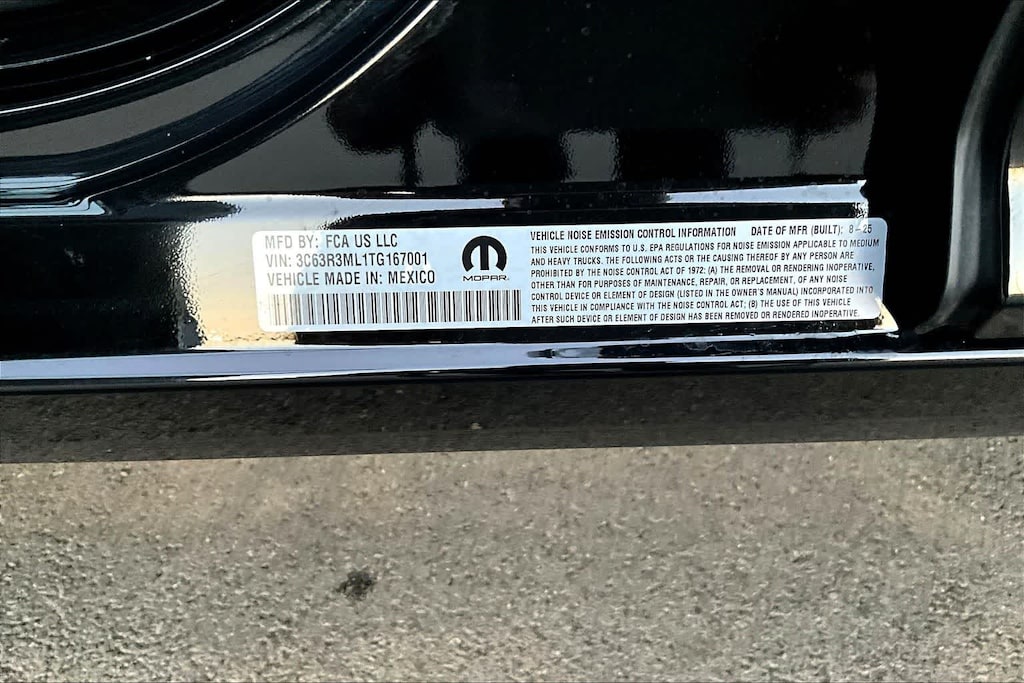 MFD BY: FCA US LLC
VIN: 3C63R3ML1TG167001
VEHICLE MADE IN: MEXICO
MOPAR
VEHICLE NOISE EMISSION CONTROL INFORMATION DATE OF MFR (BUILT): 8-25
THIS VEHICLE CONFORMS TO U.S. EPA REGULATIONS FOR NOISE EMISSION APPLICABLE TO MEDIUM
AND HEAVY TRUCKS. THE FOLLOWING ACTS OR THE CAUSING THEREOF BY ANY PERSON ARE
PROHIBITED BY THE NOISE CONTROL ACT OF 1972: (A) THE REMOVAL OR RENDERING INOPERATIVE,
OTHER THAN FOR PURPOSES OF MAINTENANCE, REPAIR, OR REPLACEMENT, OF ANY NOISE
CONTROL DEVICE OR ELEMENT OF DESIGN (LISTED IN THE OWNER'S MANUAL) INCORPORATED INTO
THIS VEHICLE IN COMPLIANCE WITH THE NOISE CONTROL ACT; (B) THE USE OF THIS VEHICLE
AFTER SUCH DEVICE OR ELEMENT OF DESIGN HAS BEEN REMOVED OR RENDERED INOPERATIVE.